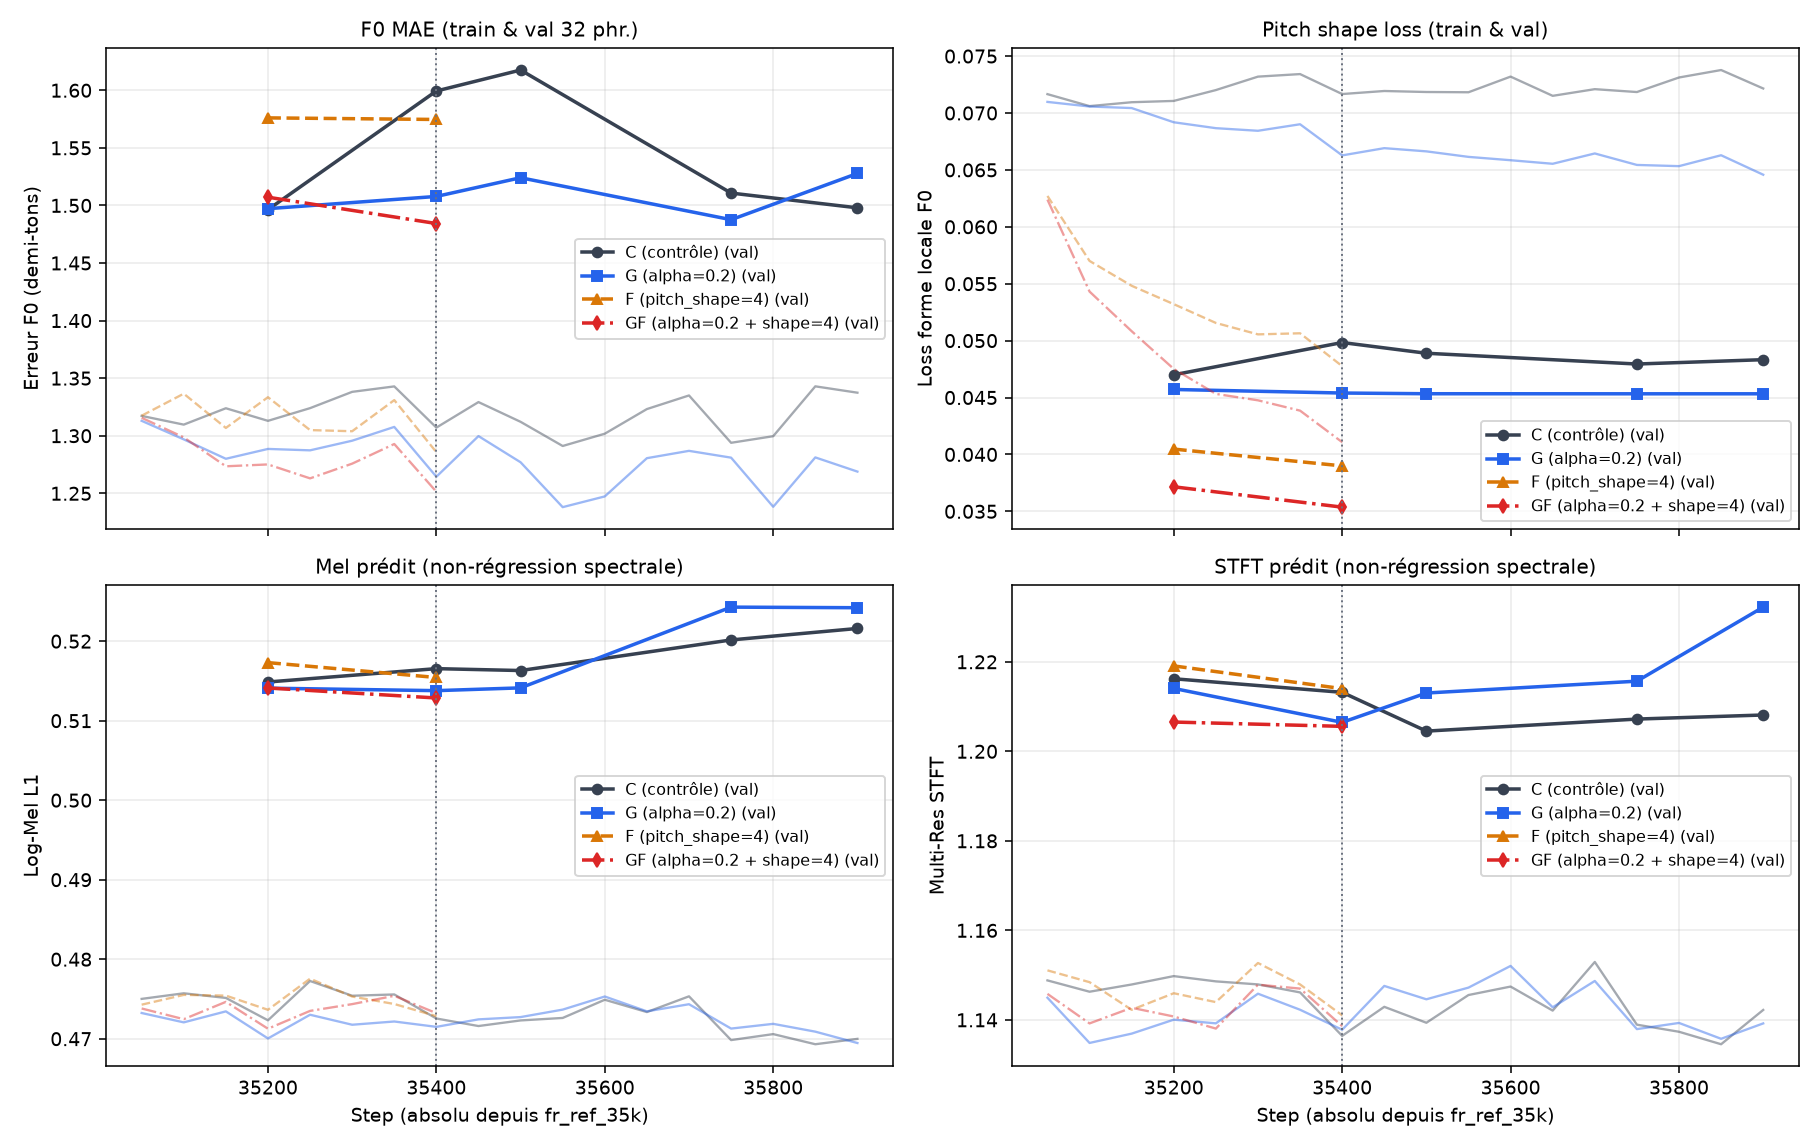 F0 MAE (train & val 32 phr.)
Erreur F0 (demi-tons)
1.60
1.55
1.50
1.45
1.40
1.35
1.30
1.25
C (contrôle) (val)
G (alpha=0.2) (val)
F (pitch_shape=4) (val)
GF (alpha=0.2 + shape=4) (val)
Pitch shape loss (train & val)
Loss forme locale F0
0.075
0.070
0.065
0.060
0.055
0.050
0.045
0.040
0.035
C (contrôle) (val)
G (alpha=0.2) (val)
F (pitch_shape=4) (val)
GF (alpha=0.2 + shape=4) (val)
Mel prédit (non-régression spectrale)
Log-Mel L1
0.52
0.51
0.50
0.49
0.48
0.47
C (contrôle) (val)
G (alpha=0.2) (val)
F (pitch_shape=4) (val)
GF (alpha=0.2 + shape=4) (val)
35200 35400 35600 35800
Step (absolu depuis fr_ref_35k)
STFT prédit (non-régression spectrale)
Multi-Res STFT
1.22
1.20
1.18
1.16
1.14
C (contrôle) (val)
G (alpha=0.2) (val)
F (pitch_shape=4) (val)
GF (alpha=0.2 + shape=4) (val)
35200 35400 35600 35800
Step (absolu depuis fr_ref_35k)